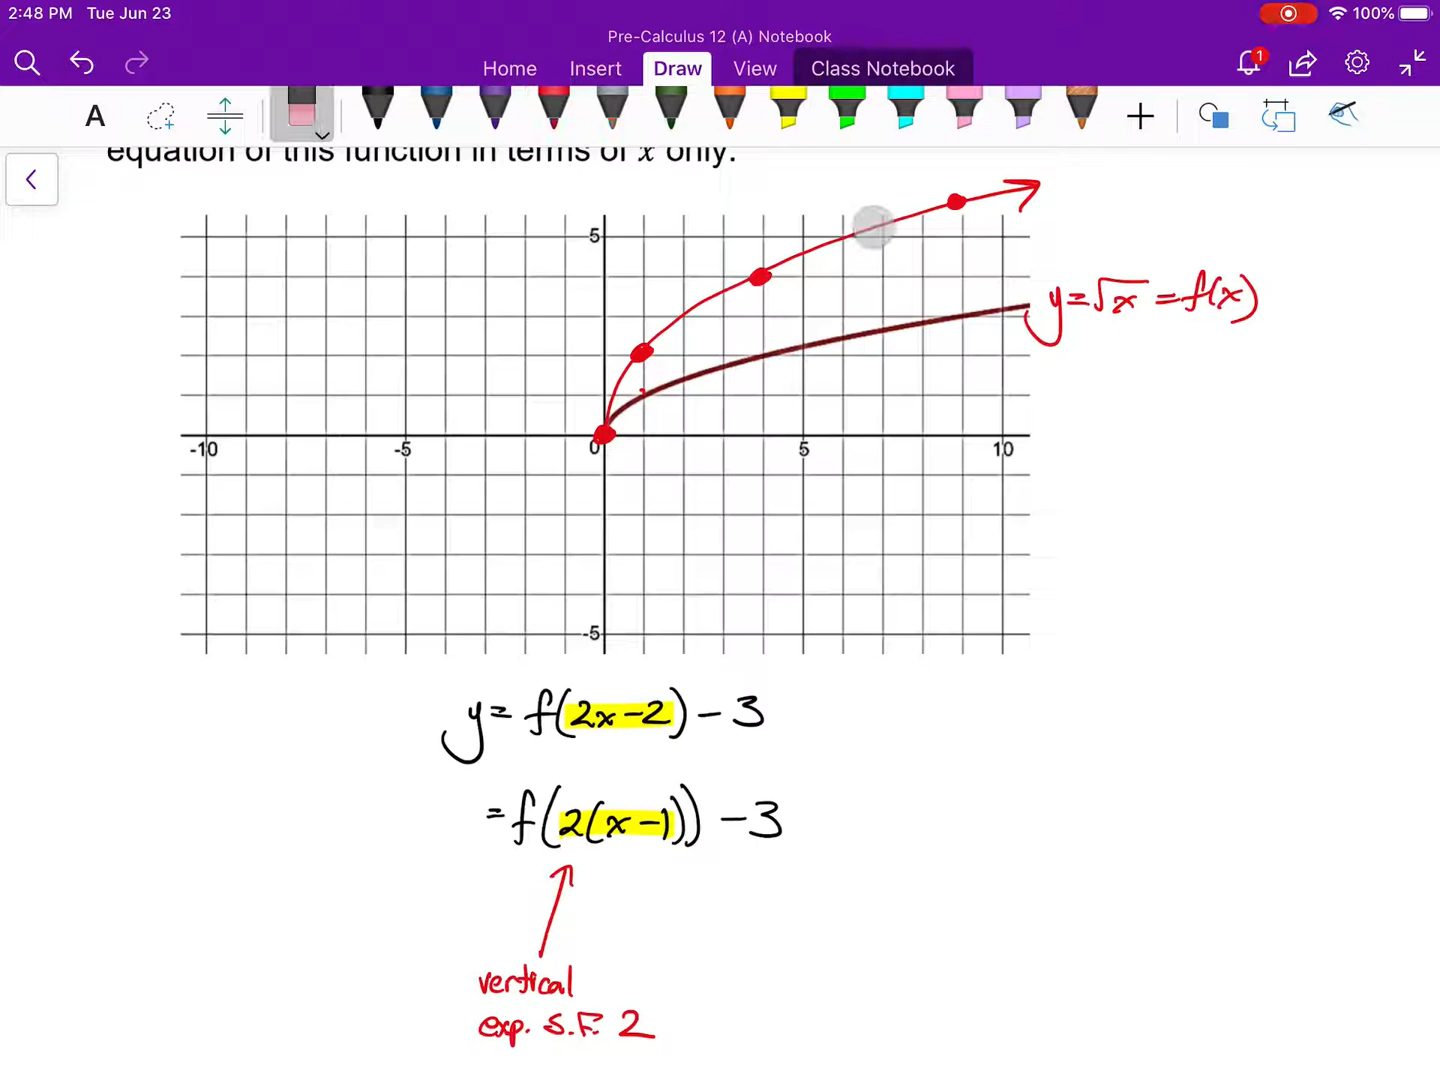 2:48 PM Tue Jun 23
100%
Pre-Calculus 12 (A) Notebook
Home Insert Draw View Class Notebook
1
A
equation of this function in terms of x only.
5
y=√x = f(x)
-10 -5 0 5 10
-5
y= f(2x-2) - 3
= f(2(x-1)) - 3
vertical
exp. S.F. 2